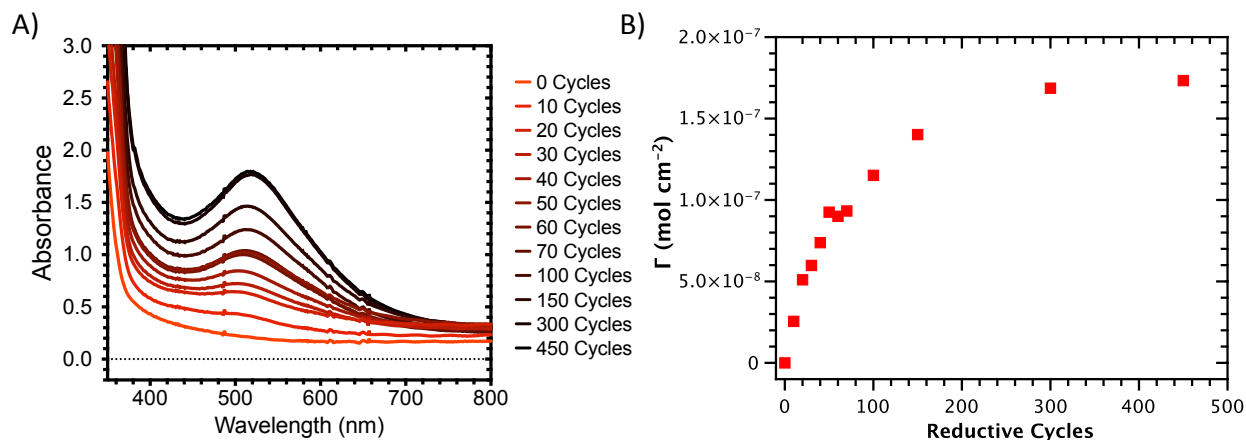 A)
3.0
2.5
2.0
1.5
1.0
0.5
0.0
Absorbance
400
500
600
700
800
Wavelength (nm)
0 Cycles
10 Cycles
20 Cycles
30 Cycles
40 Cycles
50 Cycles
60 Cycles
70 Cycles
100 Cycles
150 Cycles
300 Cycles
450 Cycles
B)
2.0×10⁻⁷
1.5×10⁻⁷
1.0×10⁻⁷
5.0×10⁻⁸
0
Γ (mol cm⁻²)
0
100
200
300
400
500
Reductive Cycles